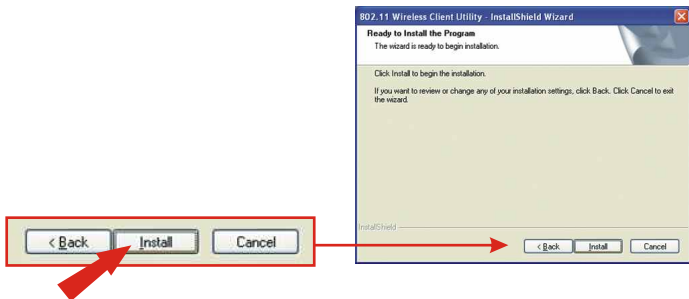 802.11 Wireless Client Utility - InstallShield Wizard
Ready to Install the Program
The wizard is ready to begin installation.
Click Install to begin the installation.
If you want to review or change any of your installation settings, click Back. Click Cancel to exit
the wizard.
InstallShield
< Back Install Cancel
< Back Install Cancel